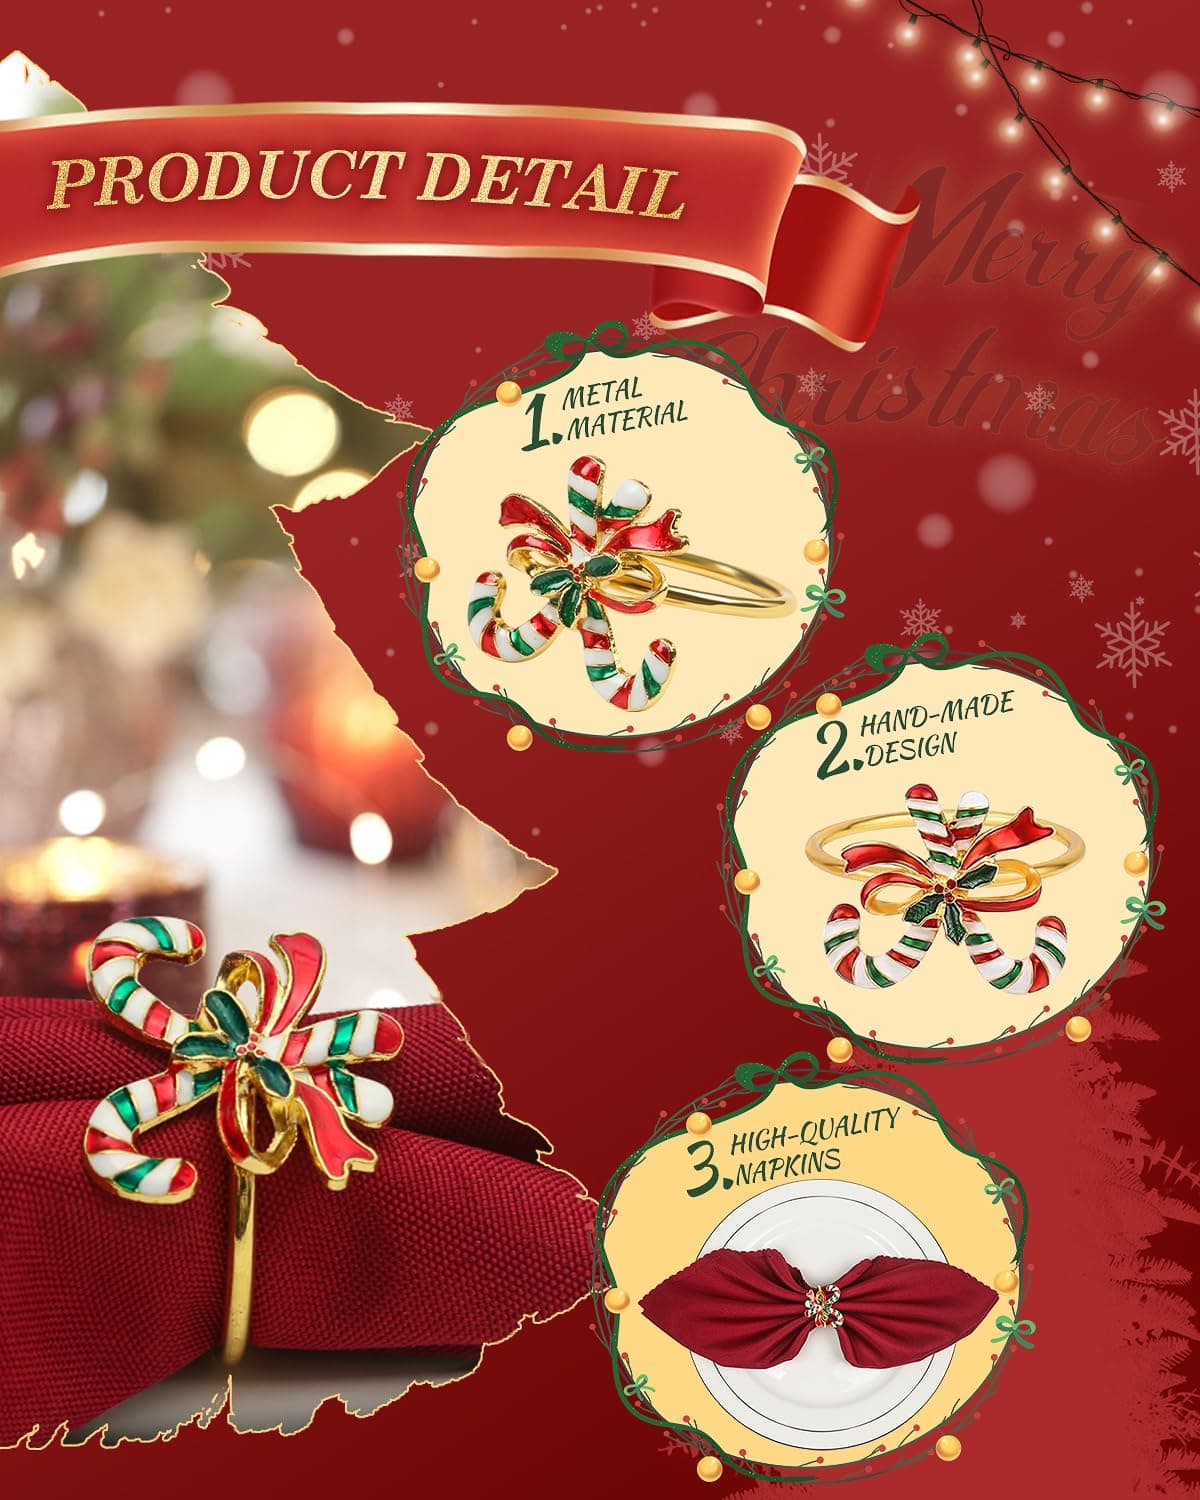 PRODUCT DETAIL
Merry
Christmas
1. METAL
MATERIAL
2. HAND-MADE
DESIGN
3. HIGH-QUALITY
NAPKINS